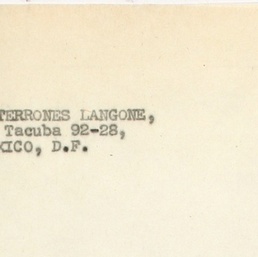 TERRONES LANGONE,
Tacuba 92-28,
XICO, D.F.